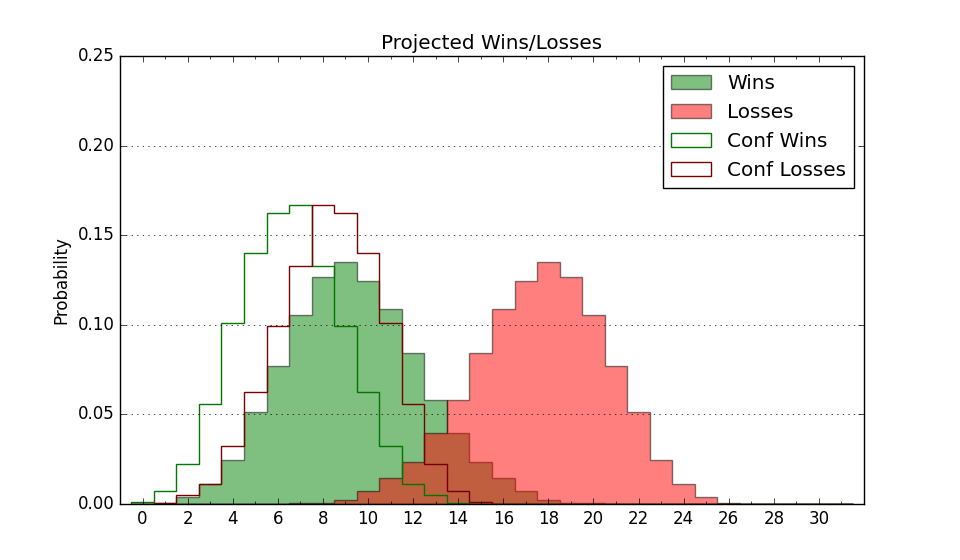 Projected Wins/Losses
0.25
0.20
0.15
0.10
0.05
0.00
Probability
Wins
Losses
Conf Wins
Conf Losses
0 2 4 6 8 10 12 14 16 18 20 22 24 26 28 30